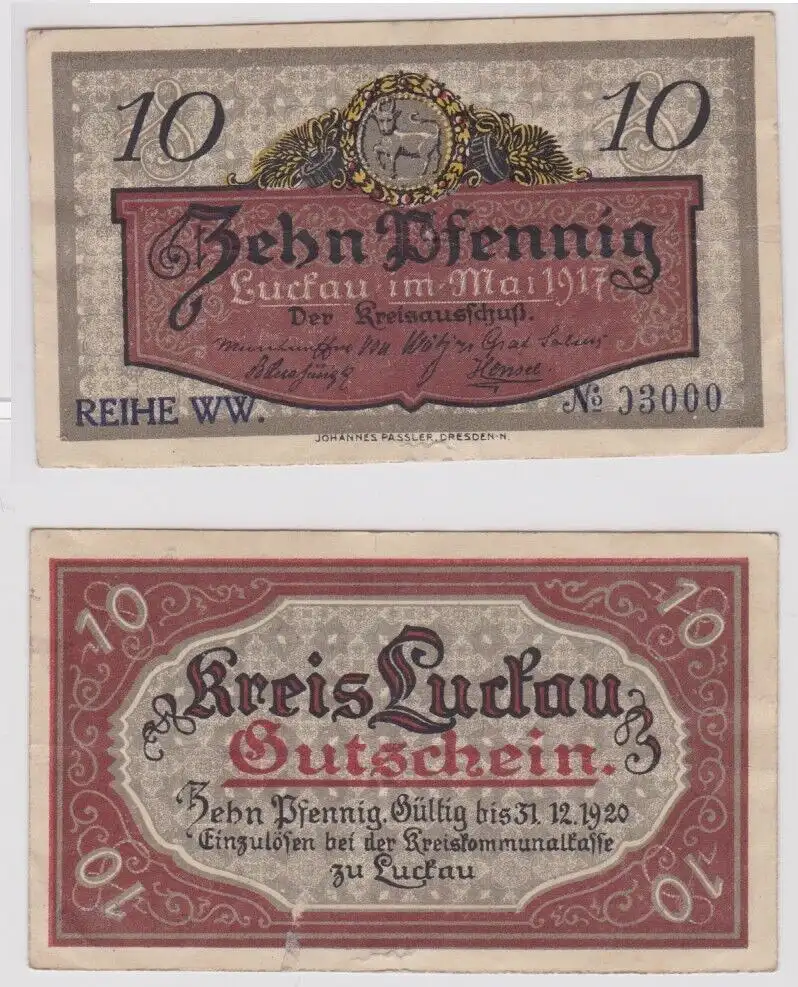 10 10
Zehn Pfennig
Luckau im Mai 1917
Der Kreisausschuß.
Hensel.
REIHE WW.
№ 03000
JOHANNES PASSLER, DRESDEN-N.
10 10
Kreis Luckau
Gutschein.
Zehn Pfennig. Gültig bis 31. 12. 1920
Einzulösen bei der Kreiskommunalkasse
zu Luckau
10 10